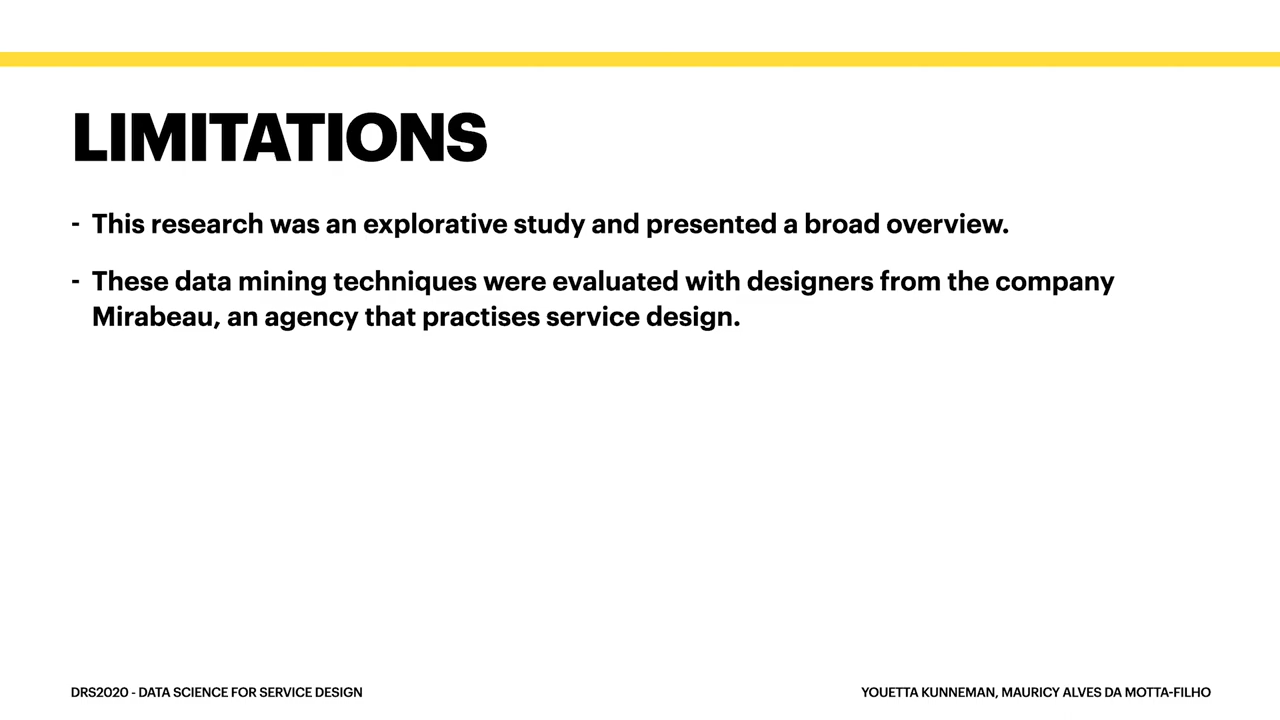 LIMITATIONS
- This research was an explorative study and presented a broad overview.
- These data mining techniques were evaluated with designers from the company
Mirabeau, an agency that practises service design.
DRS2020 - DATA SCIENCE FOR SERVICE DESIGN
YOUETTA KUNNEMAN, MAURICY ALVES DA MOTTA-FILHO